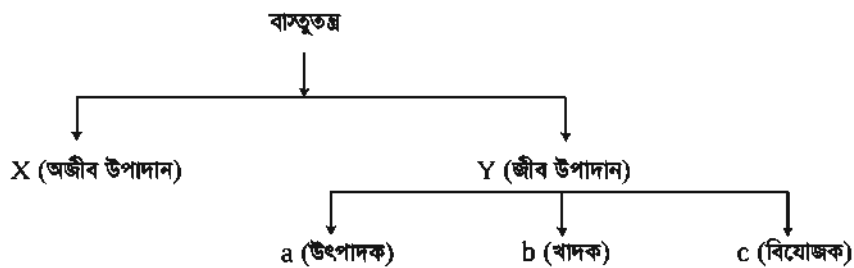 বাস্তুতন্ত্র
X (অজীব উপাদান) Y (জীব উপাদান)
a (উৎপাদক) b (খাদক) c (বিযোজক)